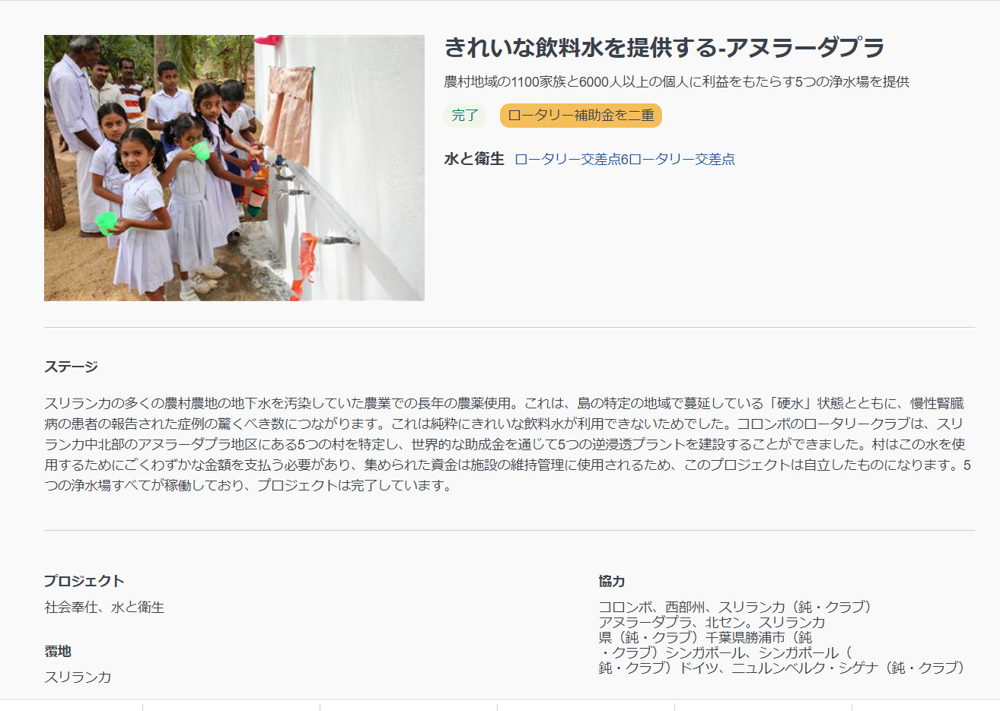 きれいな飲料水を提供する-アヌラーダプラ
農村地域の1100家族と6000人以上の個人に利益をもたらす5つの浄水場を提供
完了 ロータリー補助金を二重
水と衛生 ロータリー交差点6ロータリー交差点
ステージ
スリランカの多くの農村農地の地下水を汚染していた農業での長年の農薬使用。これは、島の特定の地域で蔓延している「硬水」状態とともに、慢性腎臓
病の患者の報告された症例の驚くべき数につながります。これは純粋にきれいな飲料水が利用できないためでした。コロンボのロータリークラブは、スリ
ランカ中北部のアヌラーダプラ地区にある5つの村を特定し、世界的な助成金を通じて5つの逆浸透プラントを建設することができました。村はこの水を使
用するためにごくわずかな金額を支払う必要があり、集められた資金は施設の維持管理に使用されるため、このプロジェクトは自立したものになります。5
つの浄水場すべてが稼働しており、プロジェクトは完了しています。
プロジェクト
社会奉仕、水と衛生
覆地
スリランカ
協力
コロンボ、西部州、スリランカ（鈍・クラブ）
アヌラーダプラ、北セン。スリランカ
県（鈍・クラブ）千葉県勝浦市（鈍
・クラブ）シンガポール、シンガポール（
鈍・クラブ）ドイツ、ニュルンベルク・シゲナ（鈍・クラブ）